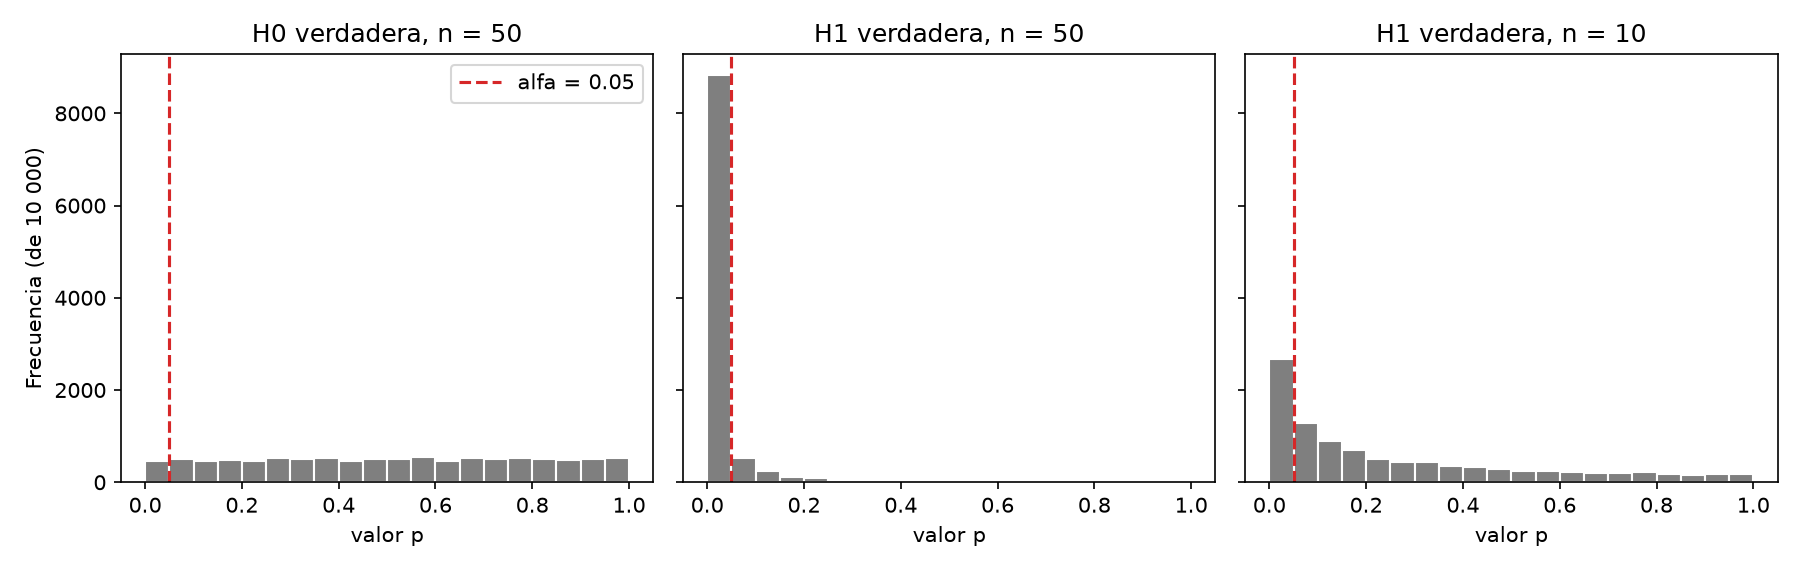 H0 verdadera, n = 50
H1 verdadera, n = 50
H1 verdadera, n = 10
alfa = 0.05
Frecuencia (de 10 000)
8000
6000
4000
2000
0
0.0 0.2 0.4 0.6 0.8 1.0
0.0 0.2 0.4 0.6 0.8 1.0
0.0 0.2 0.4 0.6 0.8 1.0
valor p
valor p
valor p